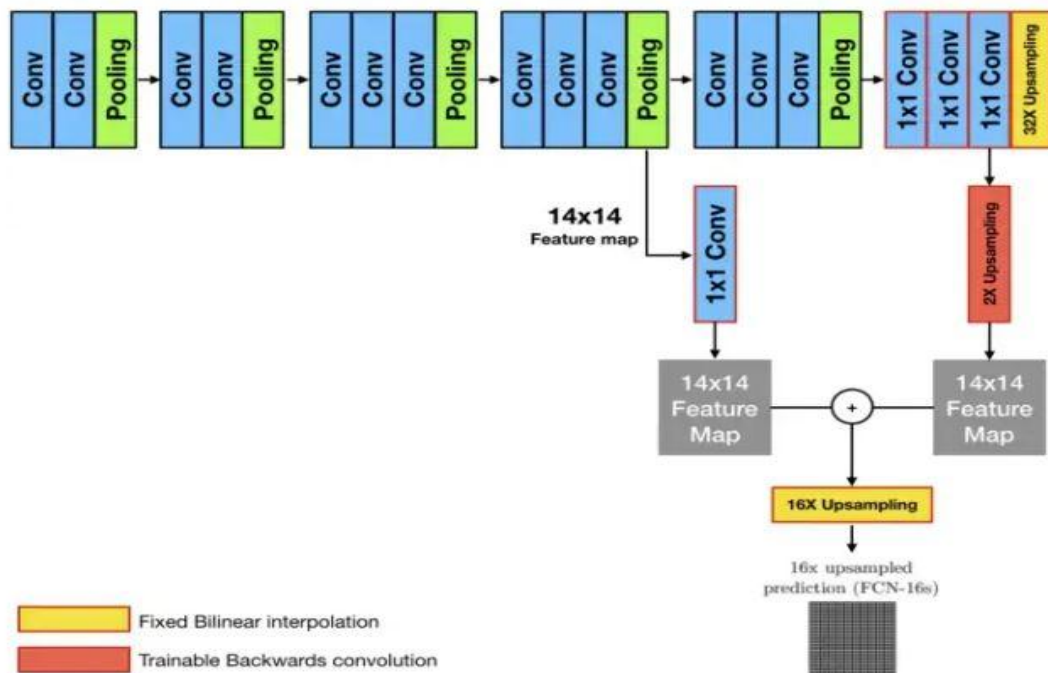 Conv
Conv
Pooling
Conv
Conv
Pooling
Conv
Conv
Conv
Pooling
Conv
Conv
Conv
Pooling
Conv
Conv
Conv
Pooling
1x1 Conv
1x1 Conv
1x1 Conv
32X Upsampling
14x14
Feature map
1x1 Conv
2X Upsampling
14x14
Feature
Map
+
14x14
Feature
Map
16X Upsampling
16x upsampled
prediction (FCN-16s)
Fixed Bilinear interpolation
Trainable Backwards convolution